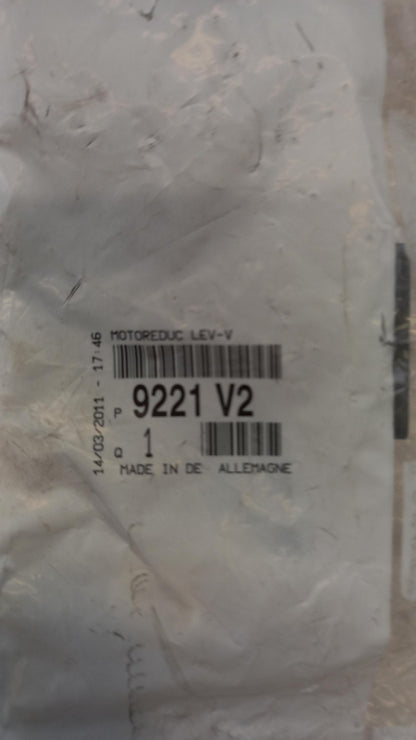 MOTOREDUC LEV-V
P 9221 V2
Q 1
MADE IN DE ALLEMAGNE
14/03/2011 - 17:46